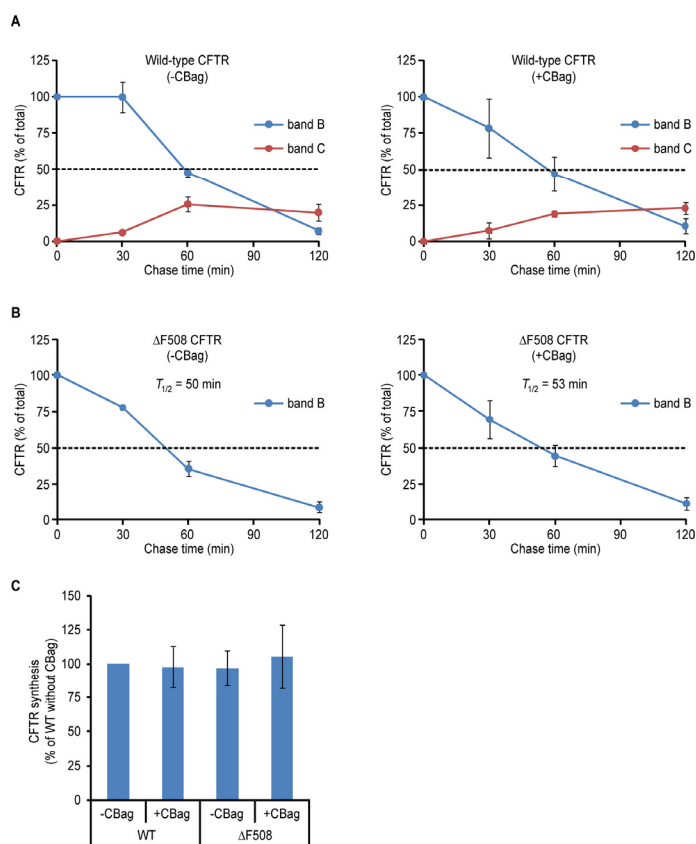 A
Wild-type CFTR
(-CBag)
CFTR (% of total)
125
100
75
50
25
0
band B
band C
0 30 60 90 120
Chase time (min)
Wild-type CFTR
(+CBag)
CFTR (% of total)
125
100
75
50
25
0
band B
band C
0 30 60 90 120
Chase time (min)
B
ΔF508 CFTR
(-CBag)
T1/2 = 50 min
CFTR (% of total)
125
100
75
50
25
0
band B
0 30 60 90 120
Chase time (min)
ΔF508 CFTR
(+CBag)
T1/2 = 53 min
CFTR (% of total)
125
100
75
50
25
0
band B
0 30 60 90 120
Chase time (min)
C
CFTR synthesis
(% of WT without CBag)
150
125
100
75
50
25
0
-CBag +CBag -CBag +CBag
WT ΔF508